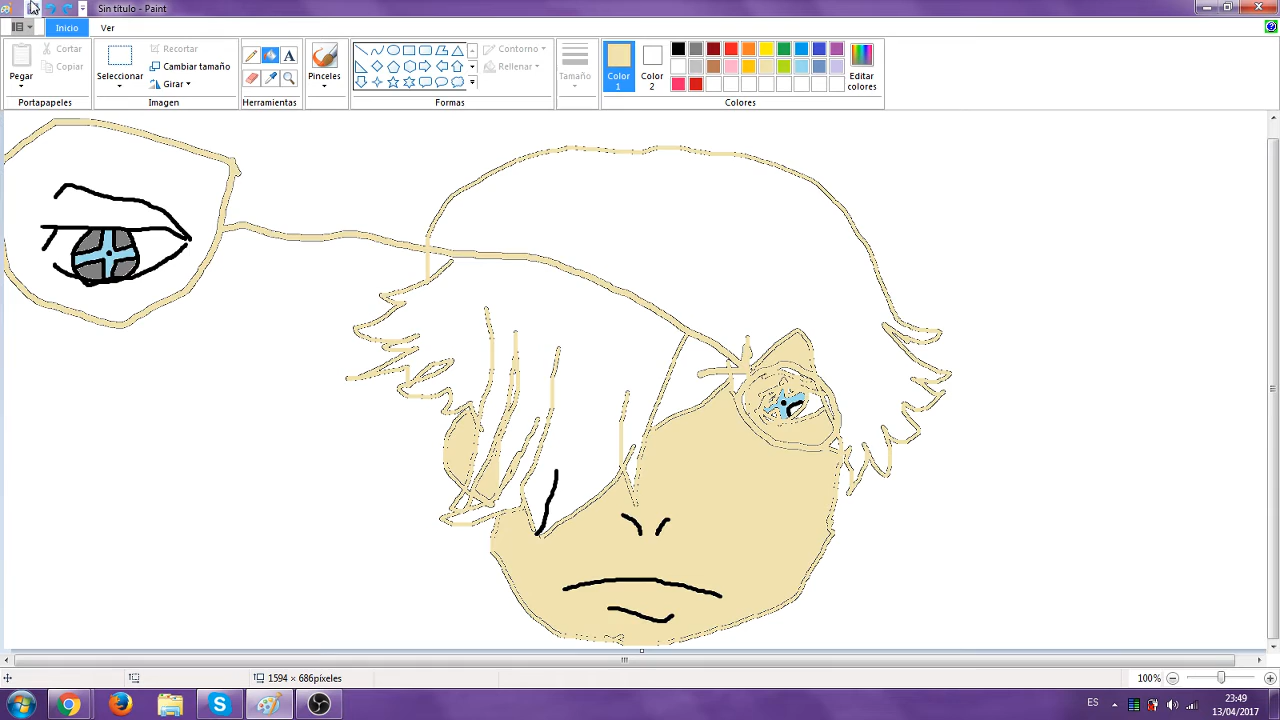 Sin título - Paint
Inicio
Ver
Pegar
Cortar
Copiar
Portapapeles
Seleccionar
Recortar
Cambiar tamaño
Girar
Imagen
A
Herramientas
Pinceles
Contorno
Rellenar
Formas
Tamaño
Color
1
Color
2
Editar
colores
Colores
1594 × 686píxeles
100%
ES
23:49
13/04/2017